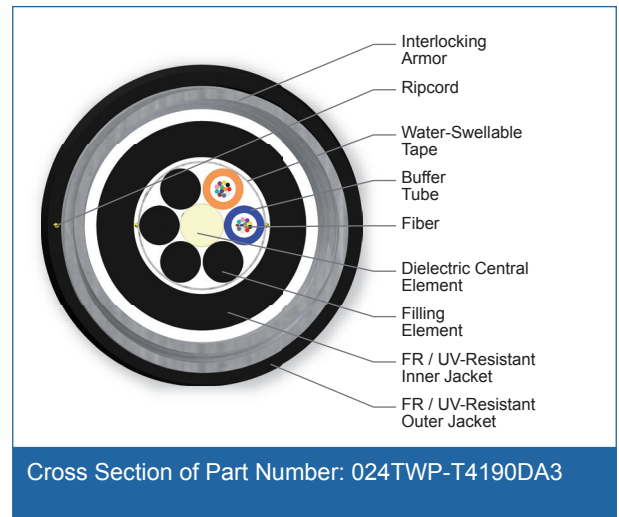 Interlocking
Armor
Ripcord
Water-Swellable
Tape
Buffer
Tube
Fiber
Dielectric Central
Element
Filling
Element
FR / UV-Resistant
Inner Jacket
FR / UV-Resistant
Outer Jacket
Cross Section of Part Number: 024TWP-T4190DA3